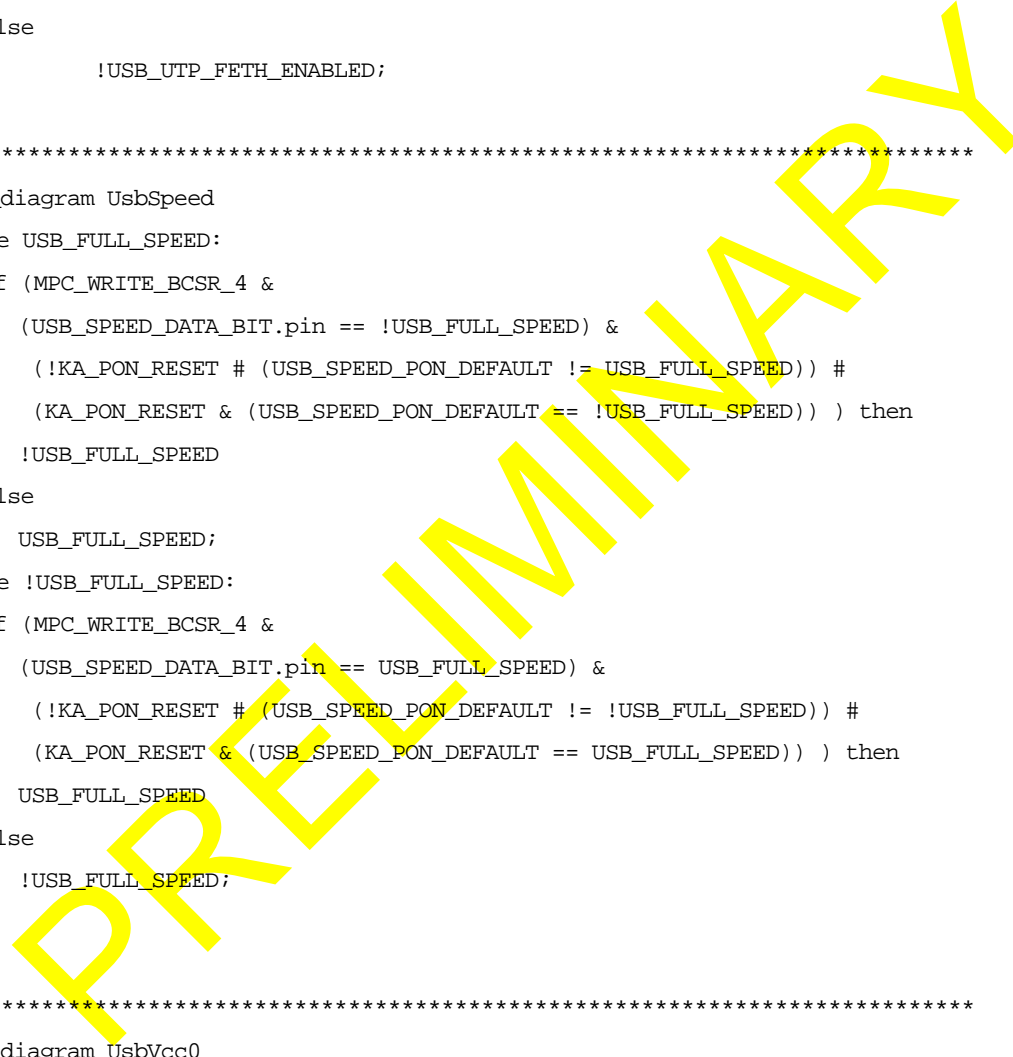 lse
!USB_UTP_FETH_ENABLED;
*************************************************************************
_diagram UsbSpeed
e USB_FULL_SPEED:
f (MPC_WRITE_BCSR_4 &
(USB_SPEED_DATA_BIT.pin == !USB_FULL_SPEED) &
(!KA_PON_RESET # (USB_SPEED_PON_DEFAULT != USB_FULL_SPEED)) #
(KA_PON_RESET & (USB_SPEED_PON_DEFAULT == !USB_FULL_SPEED)) ) then
!USB_FULL_SPEED
lse
USB_FULL_SPEED;
e !USB_FULL_SPEED:
f (MPC_WRITE_BCSR_4 &
(USB_SPEED_DATA_BIT.pin == USB_FULL_SPEED) &
(!KA_PON_RESET # (USB_SPEED_PON_DEFAULT != !USB_FULL_SPEED)) #
(KA_PON_RESET & (USB_SPEED_PON_DEFAULT == USB_FULL_SPEED)) ) then
USB_FULL_SPEED
lse
!USB_FULL_SPEED;
*************************************************************************
diagram UsbVcc0
PRELIMINARY